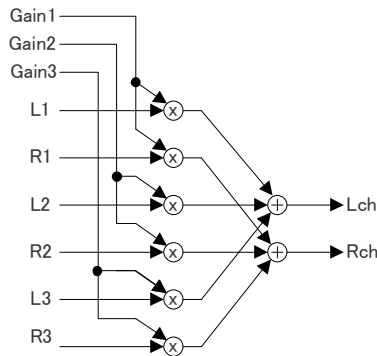 Gain1
Gain2
Gain3
L1
R1
L2
R2
L3
R3
x
x
x
x
x
x
+
+
Lch
Rch